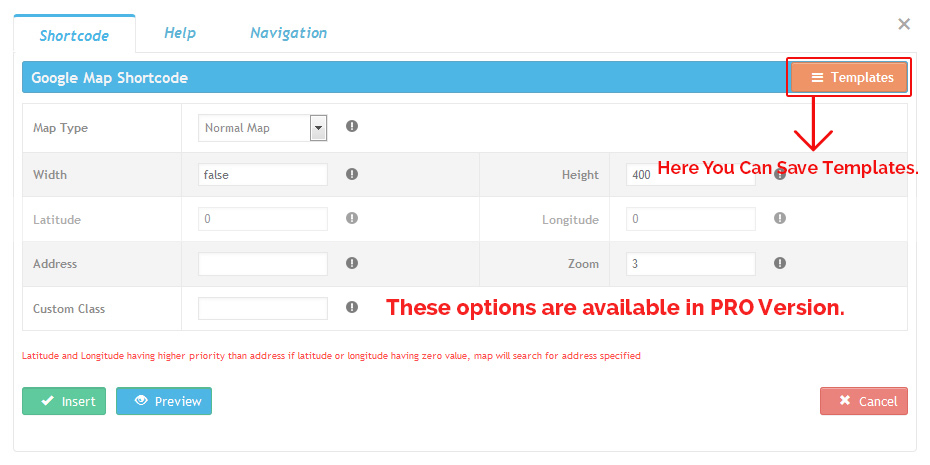 Shortcode Help Navigation
Google Map Shortcode Templates
Map Type Normal Map
Here You Can Save Templates.
Width false Height 400
Latitude 0 Longitude 0
Address Zoom 3
Custom Class These options are available in PRO Version.
Latitude and Longitude having higher priority than address if latitude or longitude having zero value, map will search for address specified
Insert Preview Cancel